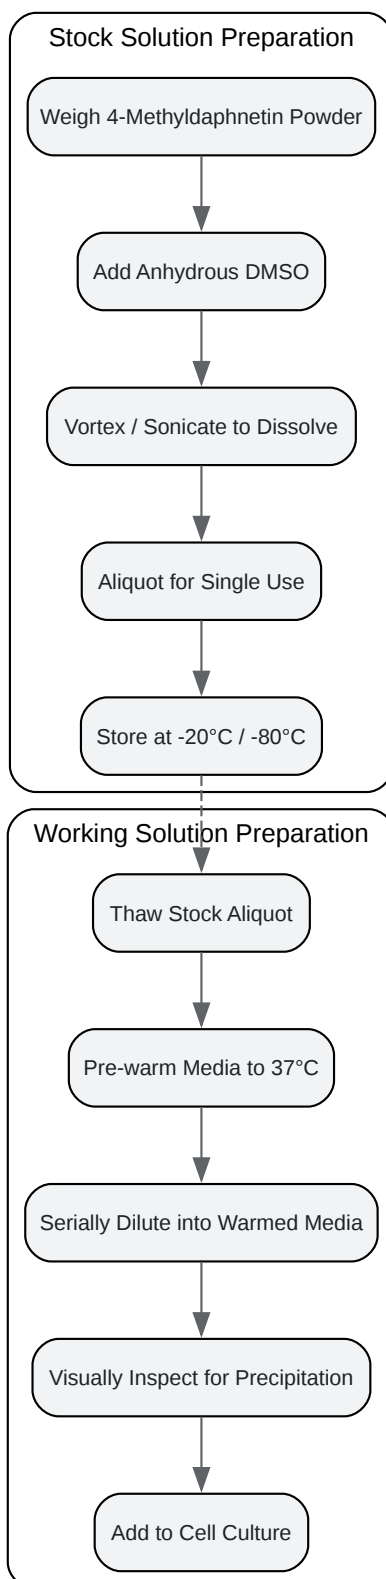 Stock Solution Preparation
Weigh 4-Methyldaphnetin Powder
Add Anhydrous DMSO
Vortex / Sonicate to Dissolve
Aliquot for Single Use
Store at -20°C / -80°C
Working Solution Preparation
Thaw Stock Aliquot
Pre-warm Media to 37°C
Serially Dilute into Warmed Media
Visually Inspect for Precipitation
Add to Cell Culture